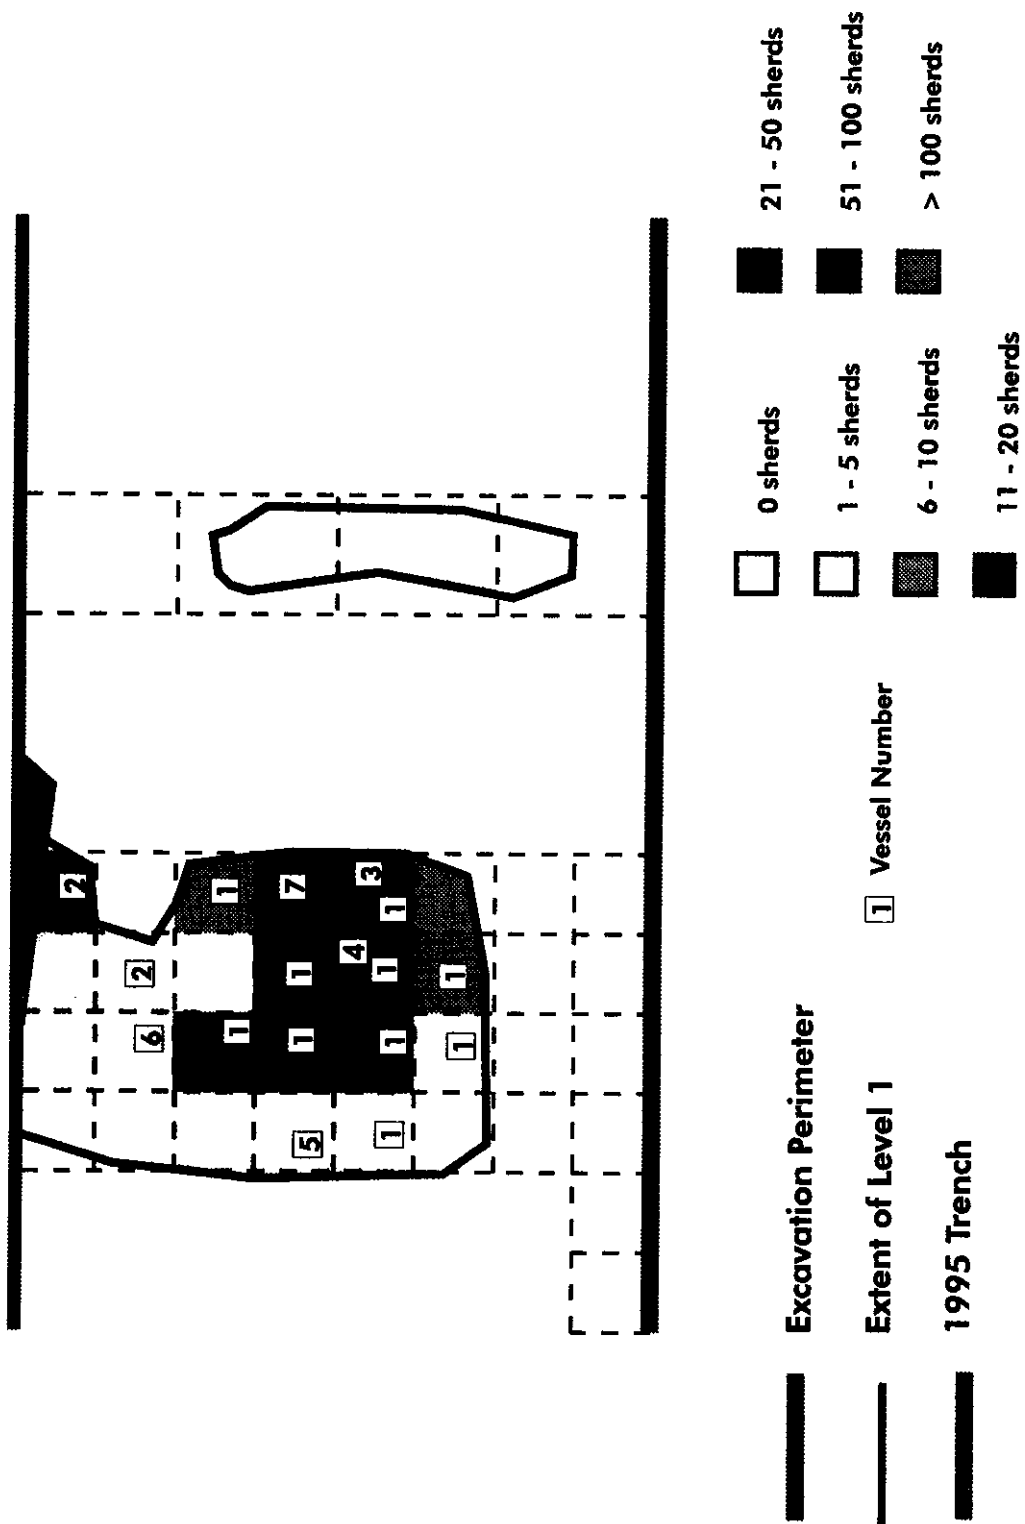 2
6 2
1 1
5 1 1 7
4 3
1 1 1 1
1 1
Excavation Perimeter
Extent of Level 1
1995 Trench
1 Vessel Number
0 sherds
1 - 5 sherds
6 - 10 sherds
11 - 20 sherds
21 - 50 sherds
51 - 100 sherds
> 100 sherds